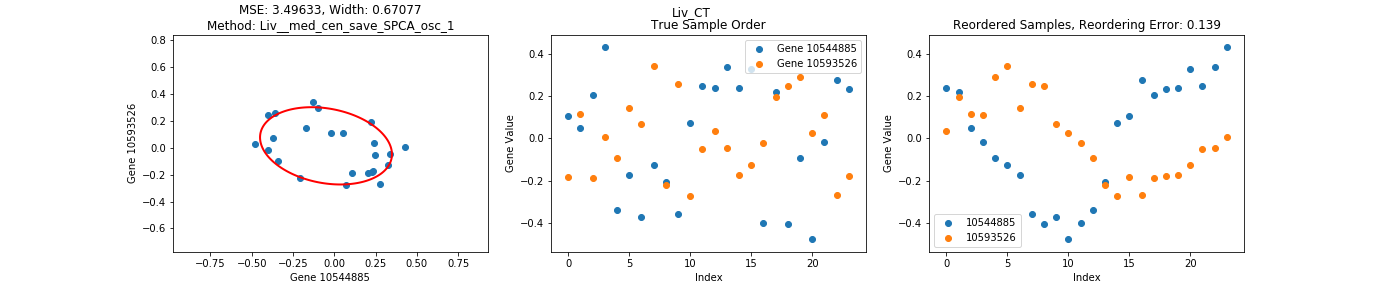 Liv_CT
MSE: 3.49633, Width: 0.67077
Method: Liv__med_cen_save_SPCA_osc_1
0.8
0.6
0.4
0.2
0.0
−0.2
−0.4
−0.6
Gene 10593526
−0.75
−0.50
−0.25
0.00
0.25
0.50
0.75
Gene 10544885
True Sample Order
Gene 10544885
Gene 10593526
0.4
0.2
0.0
−0.2
−0.4
Gene Value
0
5
10
15
20
Index
Reordered Samples, Reordering Error: 0.139
0.4
0.2
0.0
−0.2
−0.4
Gene Value
10544885
10593526
0
5
10
15
20
Index